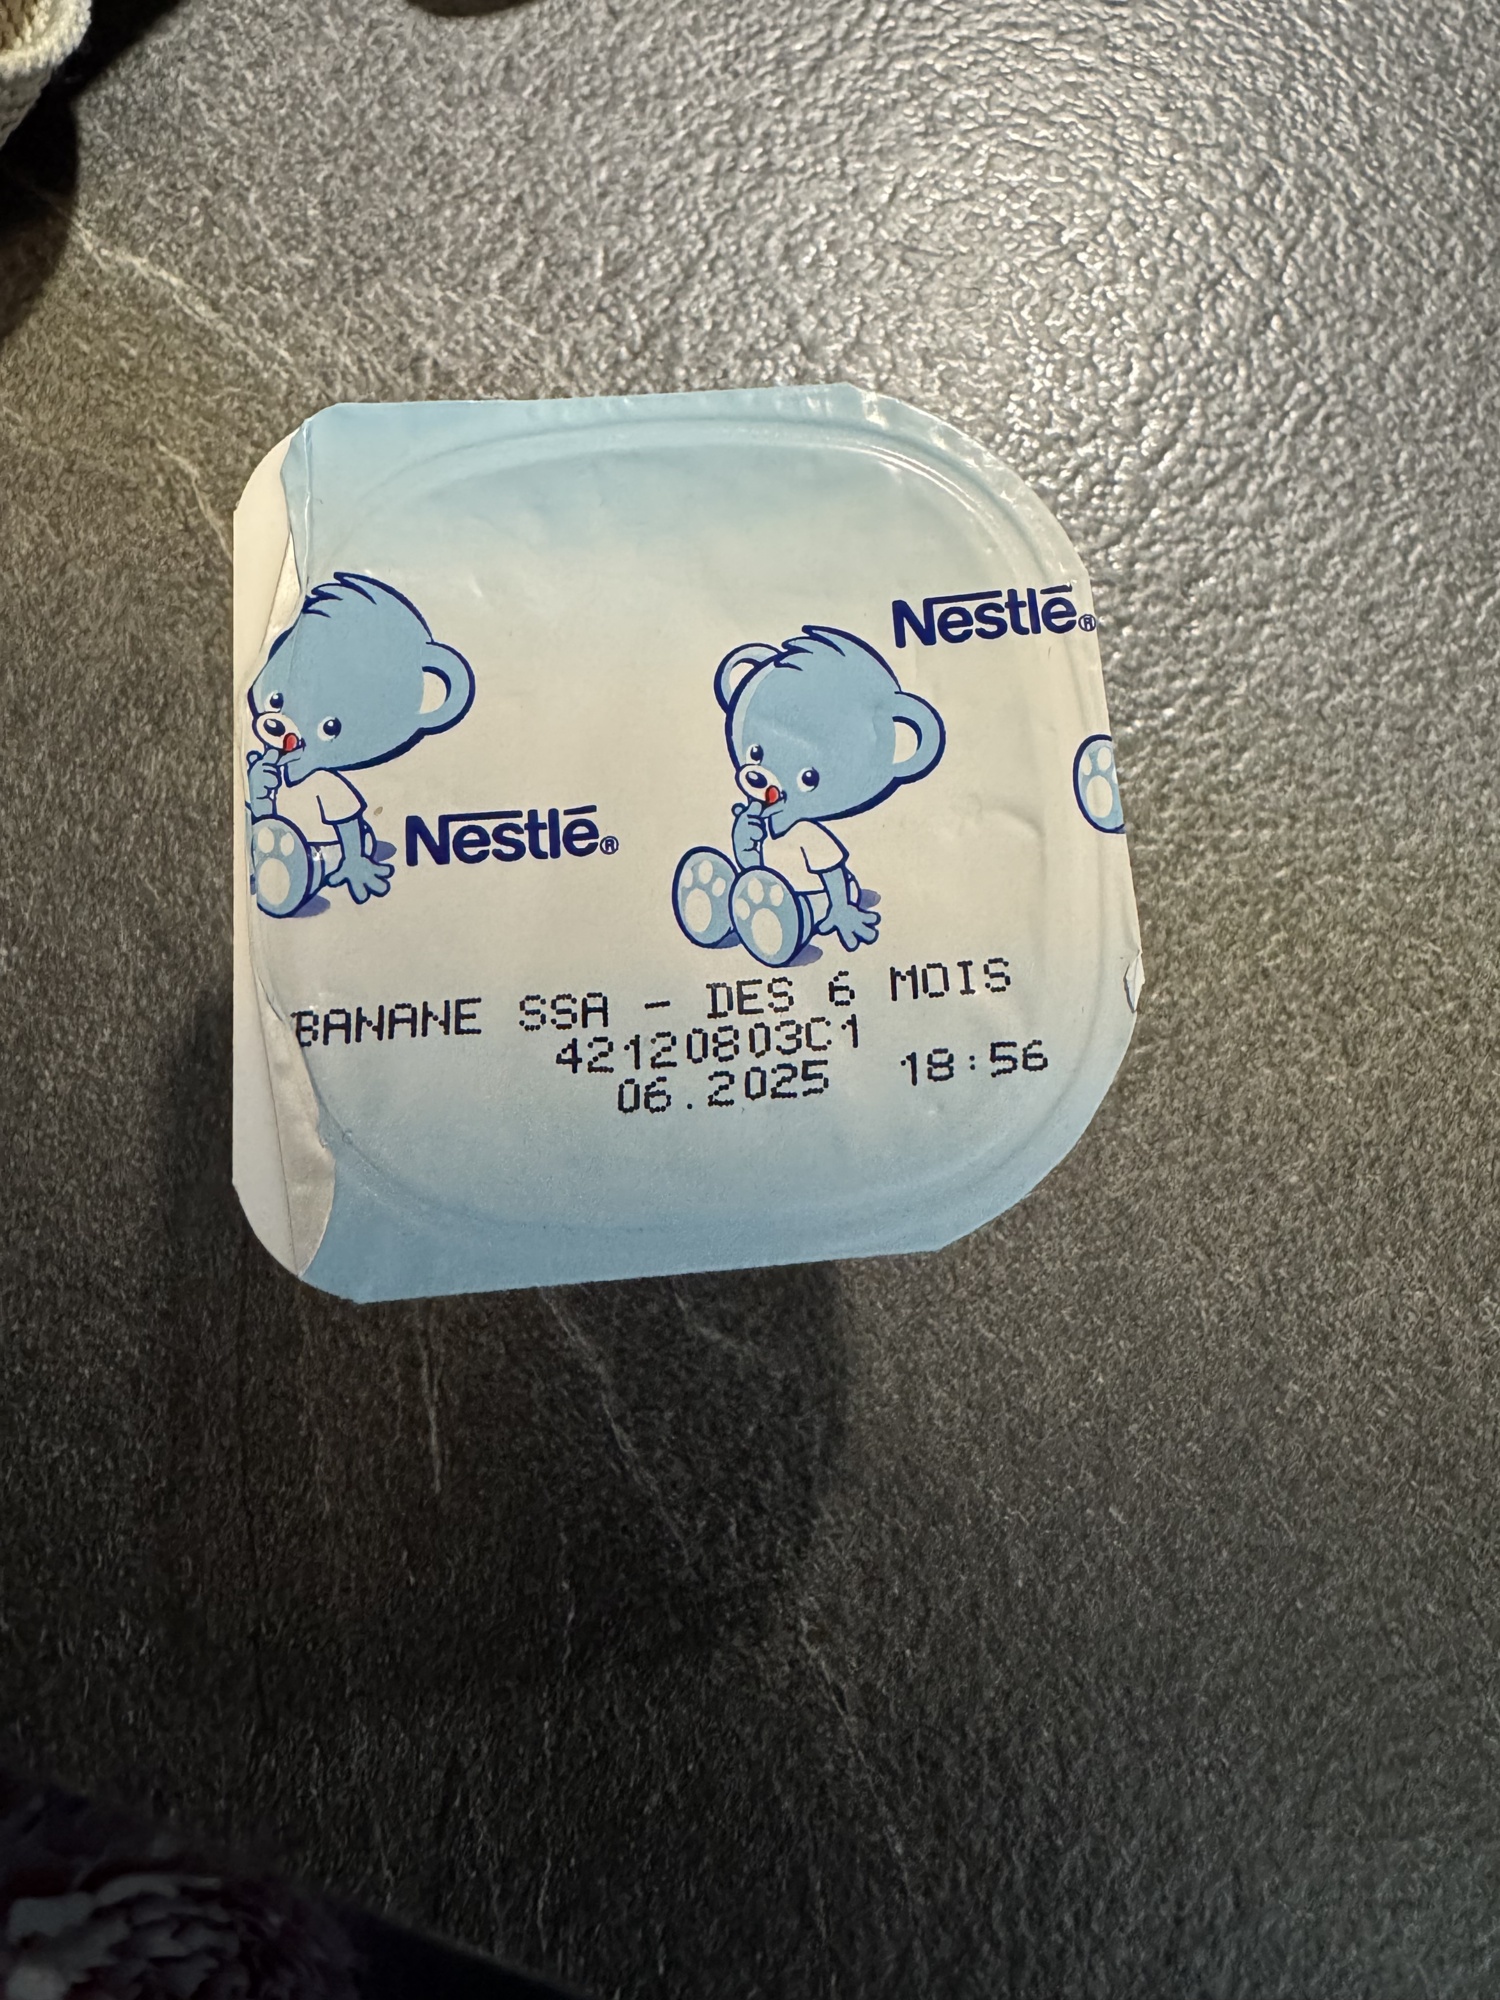 Nestlé®
Nestlé®
BANANE SSA - DES 6 MOIS
42120803C1
06.2025 18:56